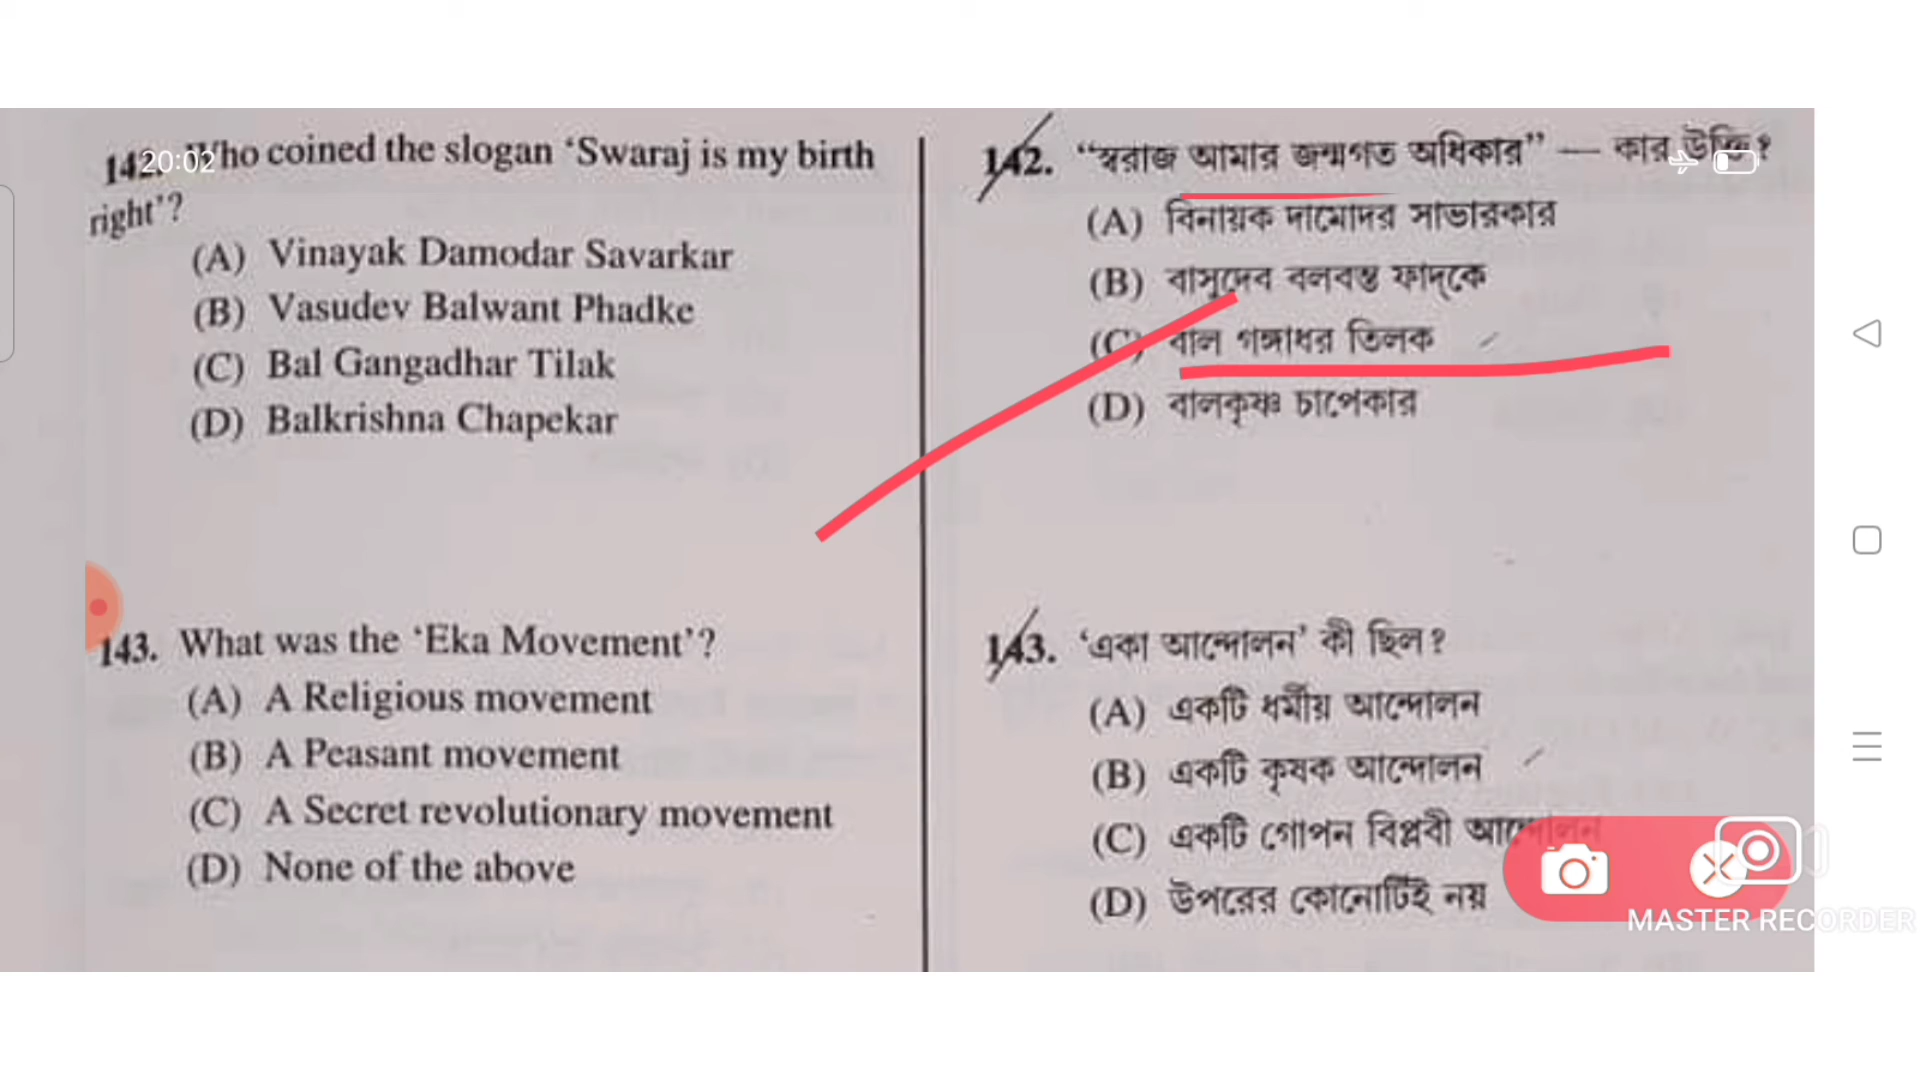 142. Who coined the slogan ‘Swaraj is my birth
right’?
(A) Vinayak Damodar Savarkar
(B) Vasudev Balwant Phadke
(C) Bal Gangadhar Tilak
(D) Balkrishna Chapekar
143. What was the ‘Eka Movement’?
(A) A Religious movement
(B) A Peasant movement
(C) A Secret revolutionary movement
(D) None of the above
142. “স্বরাজ আমার জন্মগত অধিকার” — কার উক্তি?
(A) বিনায়ক দামোদর সাভারকার
(B) বাসুদেব বলবন্ত ফাদ্‌কে
(C) বাল গঙ্গাধর তিলক
(D) বালকৃষ্ণ চাপেকার
143. ‘একা আন্দোলন’ কী ছিল?
(A) একটি ধর্মীয় আন্দোলন
(B) একটি কৃষক আন্দোলন
(C) একটি গোপন বিপ্লবী আন্দোলন
(D) উপরের কোনোটিই নয়
20:02
MASTER RECORDER